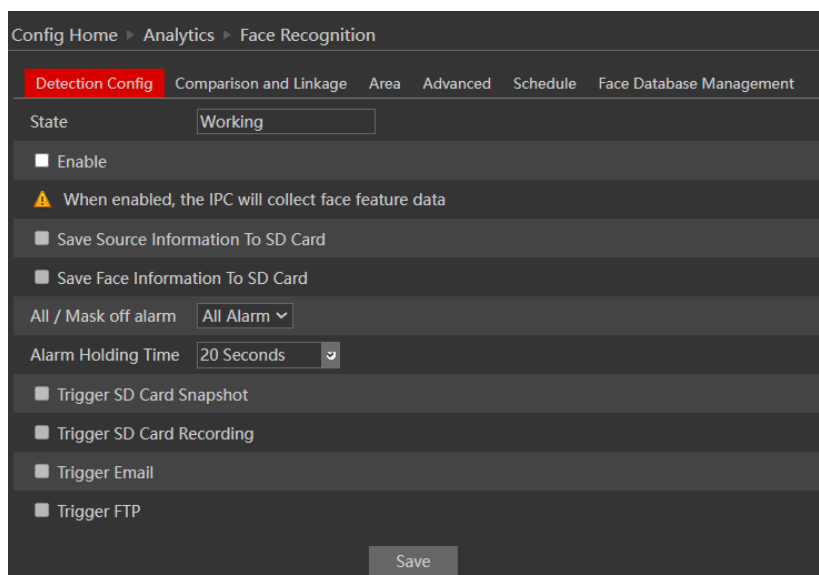 Config Home ▸ Analytics ▸ Face Recognition
Detection Config Comparison and Linkage Area Advanced Schedule Face Database Management
State Working
Enable
When enabled, the IPC will collect face feature data
Save Source Information To SD Card
Save Face Information To SD Card
All / Mask off alarm All Alarm
Alarm Holding Time 20 Seconds
Trigger SD Card Snapshot
Trigger SD Card Recording
Trigger Email
Trigger FTP
Save